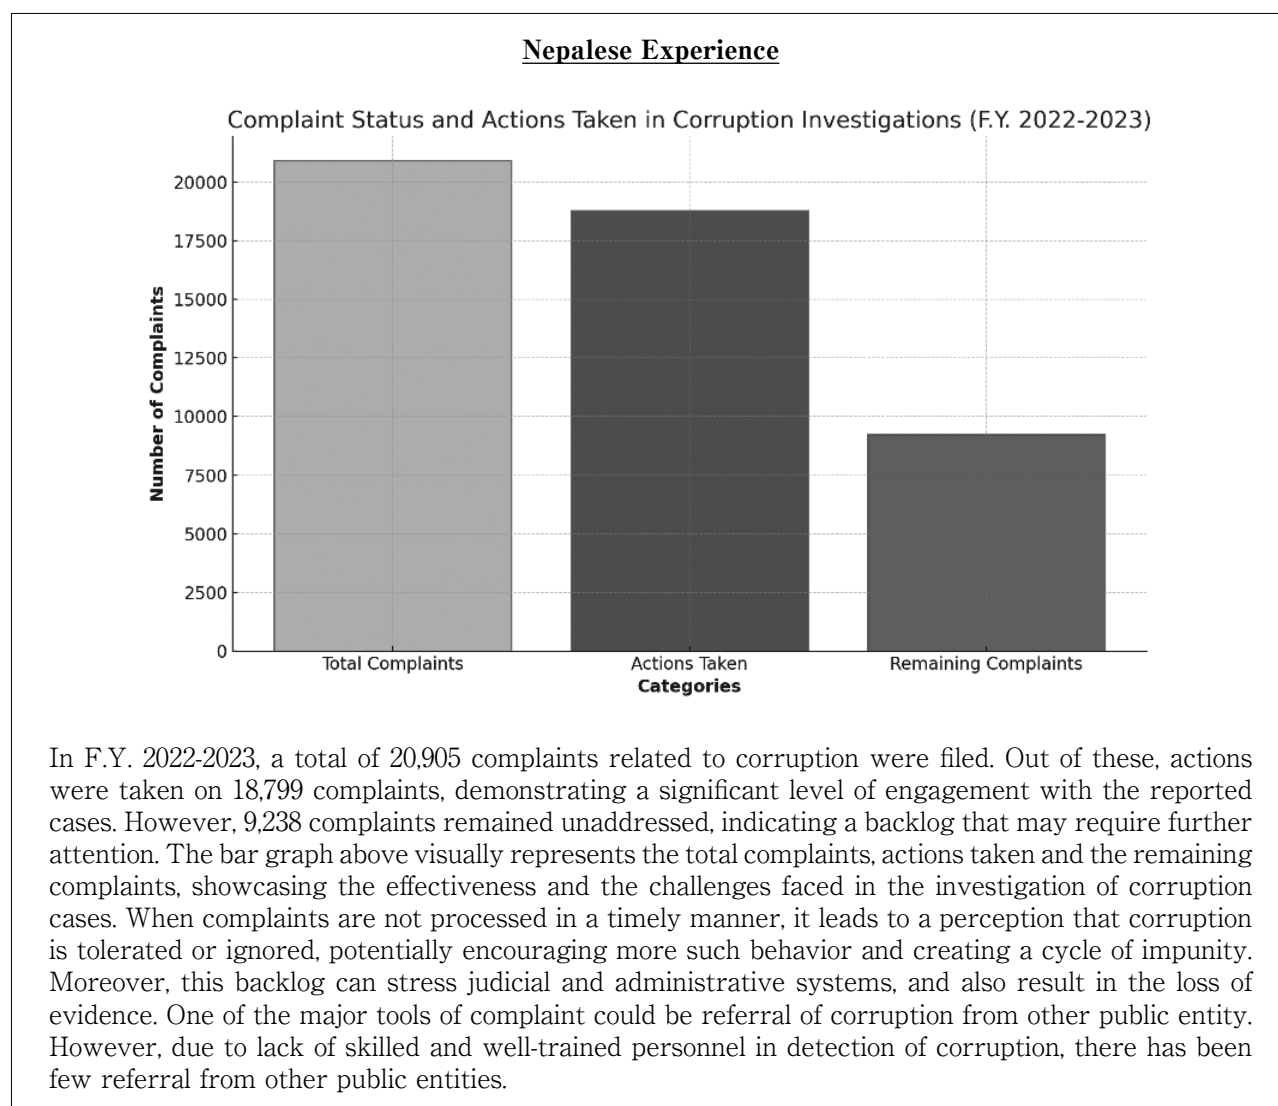 Nepalese Experience
Complaint Status and Actions Taken in Corruption Investigations (F.Y. 2022-2023)
Number of Complaints
20000
17500
15000
12500
10000
7500
5000
2500
0
Total Complaints
Actions Taken
Remaining Complaints
Categories
In F.Y. 2022-2023, a total of 20,905 complaints related to corruption were filed. Out of these, actions
were taken on 18,799 complaints, demonstrating a significant level of engagement with the reported
cases. However, 9,238 complaints remained unaddressed, indicating a backlog that may require further
attention. The bar graph above visually represents the total complaints, actions taken and the remaining
complaints, showcasing the effectiveness and the challenges faced in the investigation of corruption
cases. When complaints are not processed in a timely manner, it leads to a perception that corruption
is tolerated or ignored, potentially encouraging more such behavior and creating a cycle of impunity.
Moreover, this backlog can stress judicial and administrative systems, and also result in the loss of
evidence. One of the major tools of complaint could be referral of corruption from other public entity.
However, due to lack of skilled and well-trained personnel in detection of corruption, there has been
few referral from other public entities.